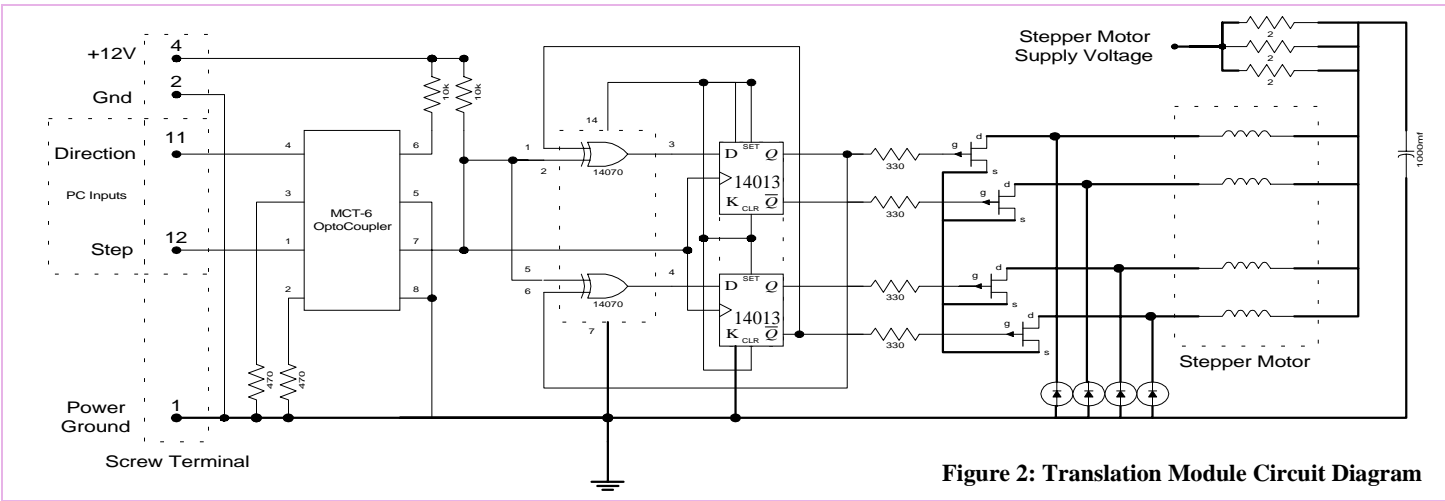 +12V
4
Gnd
2
Direction
11
PC Inputs
Step
12
Power
Ground
1
Screw Terminal
10k
10k
4
3
1
2
6
5
7
8
MCT-6
OptoCoupler
470
470
14
1
2
14070
3
5
6
14070
4
7
D
SET
Q
14013
K
CLR
Q
D
SET
Q
14013
K
CLR
Q
330
330
330
330
g
d
s
g
d
s
g
d
s
g
d
s
Stepper Motor
Supply Voltage
2
2
2
1000mf
Stepper Motor
Figure 2: Translation Module Circuit Diagram